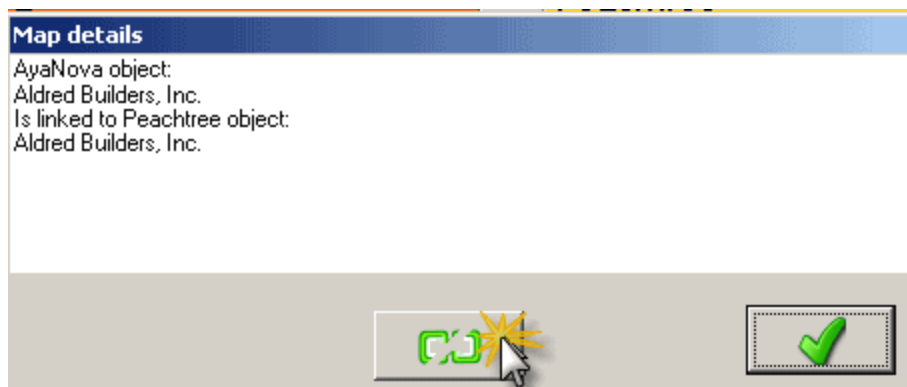 Map details
AyaNova object:
Aldred Builders, Inc.
Is linked to Peachtree object:
Aldred Builders, Inc.